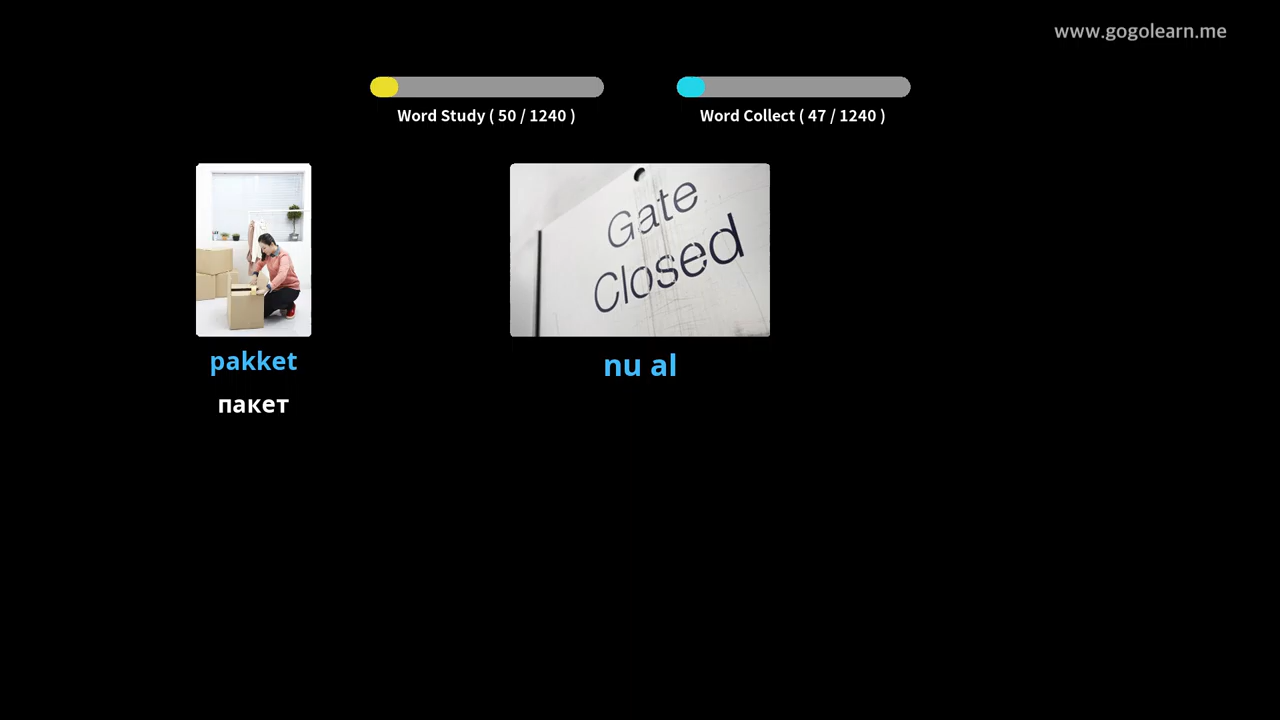 www.gogolearn.me
Word Study ( 50 / 1240 )
Word Collect ( 47 / 1240 )
Gate
Closed
pakket
nu al
пакет